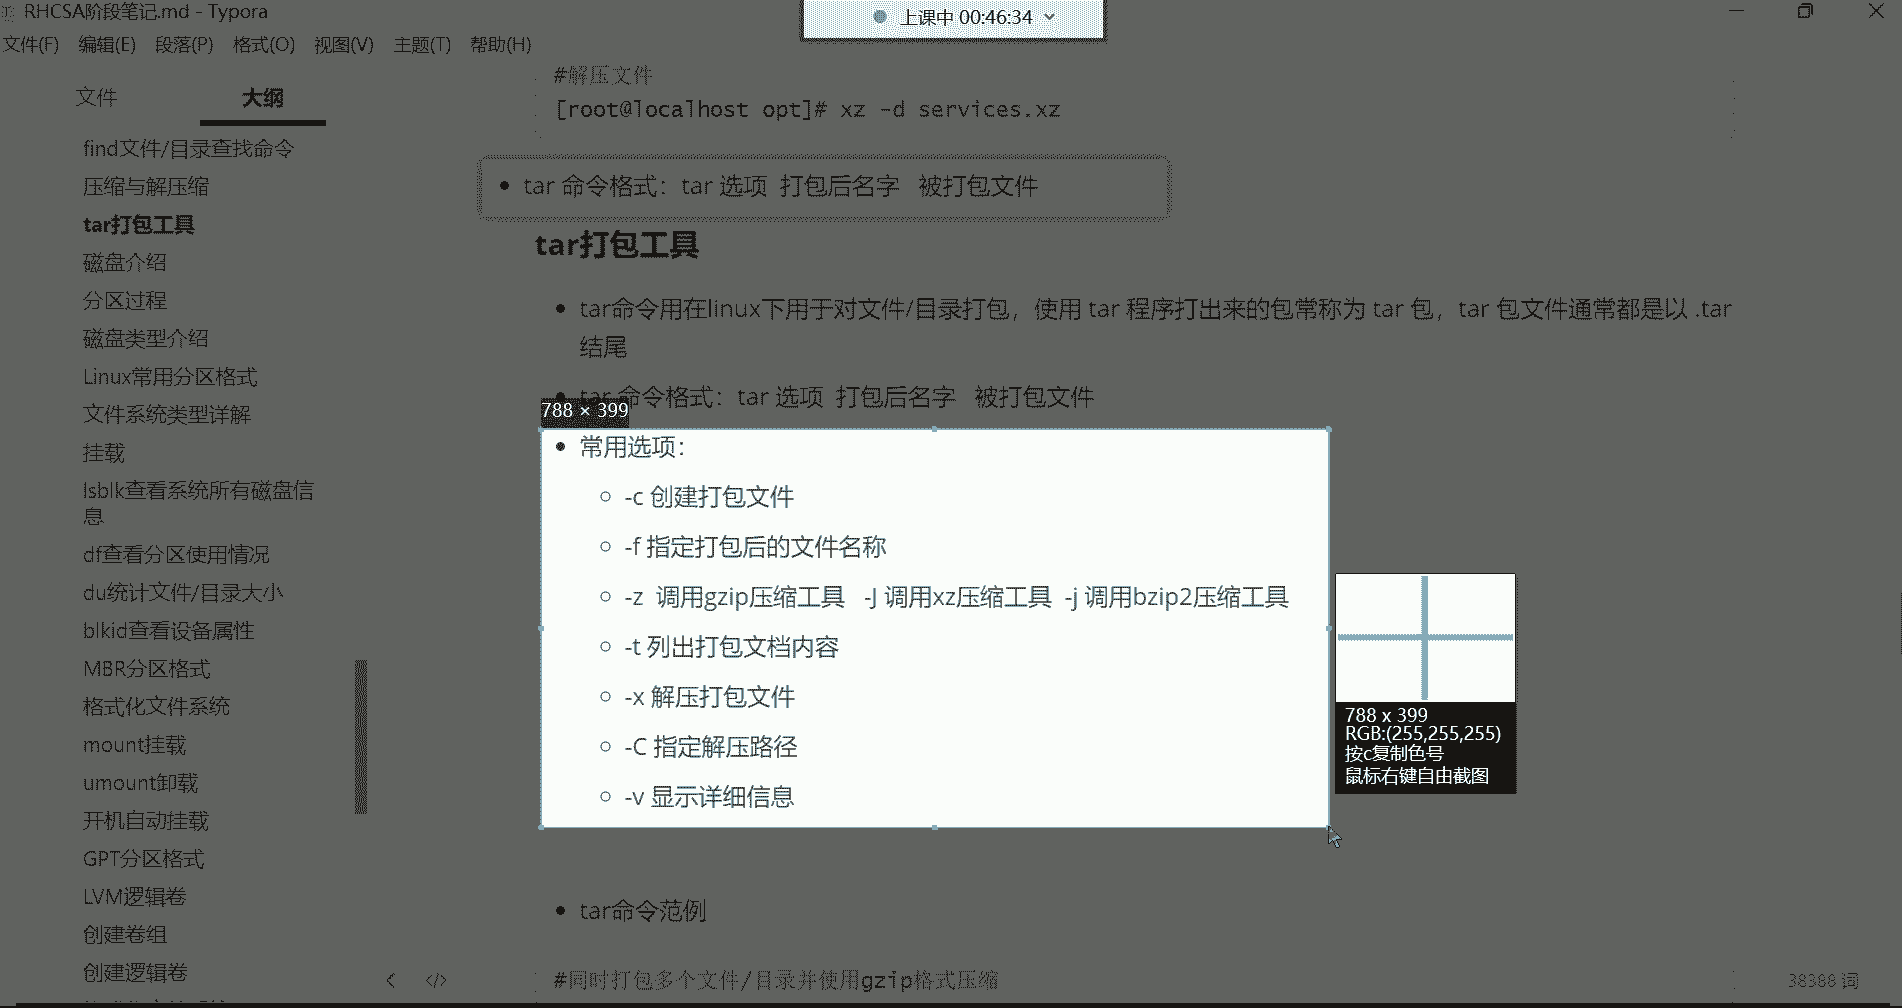 RHCSA阶段笔记.md - Typora
上课中 00:46:34
文件(F) 编辑(E) 段落(P) 格式(O) 视图(V) 主题(T) 帮助(H)
文件 大纲
find文件/目录查找命令
压缩与解压缩
tar打包工具
磁盘介绍
分区过程
磁盘类型介绍
Linux常用分区格式
文件系统类型详解
挂载
lsblk查看系统所有磁盘信
息
df查看分区使用情况
du统计文件/目录大小
blkid查看设备属性
MBR分区格式
格式化文件系统
mount挂载
umount卸载
开机自动挂载
GPT分区格式
LVM逻辑卷
创建卷组
创建逻辑卷
#解压文件
[root@localhost opt]# xz -d services.xz
tar 命令格式：tar 选项 打包后名字 被打包文件
tar打包工具
tar命令用在linux下用于对文件/目录打包，使用 tar 程序打出来的包常称为 tar 包，tar 包文件通常都是以 .tar
结尾
tar 命令格式：tar 选项 打包后名字 被打包文件
788 × 399
常用选项：
-c 创建打包文件
-f 指定打包后的文件名称
-z 调用gzip压缩工具 -J 调用xz压缩工具 -j 调用bzip2压缩工具
-t 列出打包文档内容
-x 解压打包文件
-C 指定解压路径
-v 显示详细信息
788 x 399
RGB:(255,255,255)
按c复制色号
鼠标右键自由截图
tar命令范例
#同时打包多个文件/目录并使用gzip格式压缩
38388 词